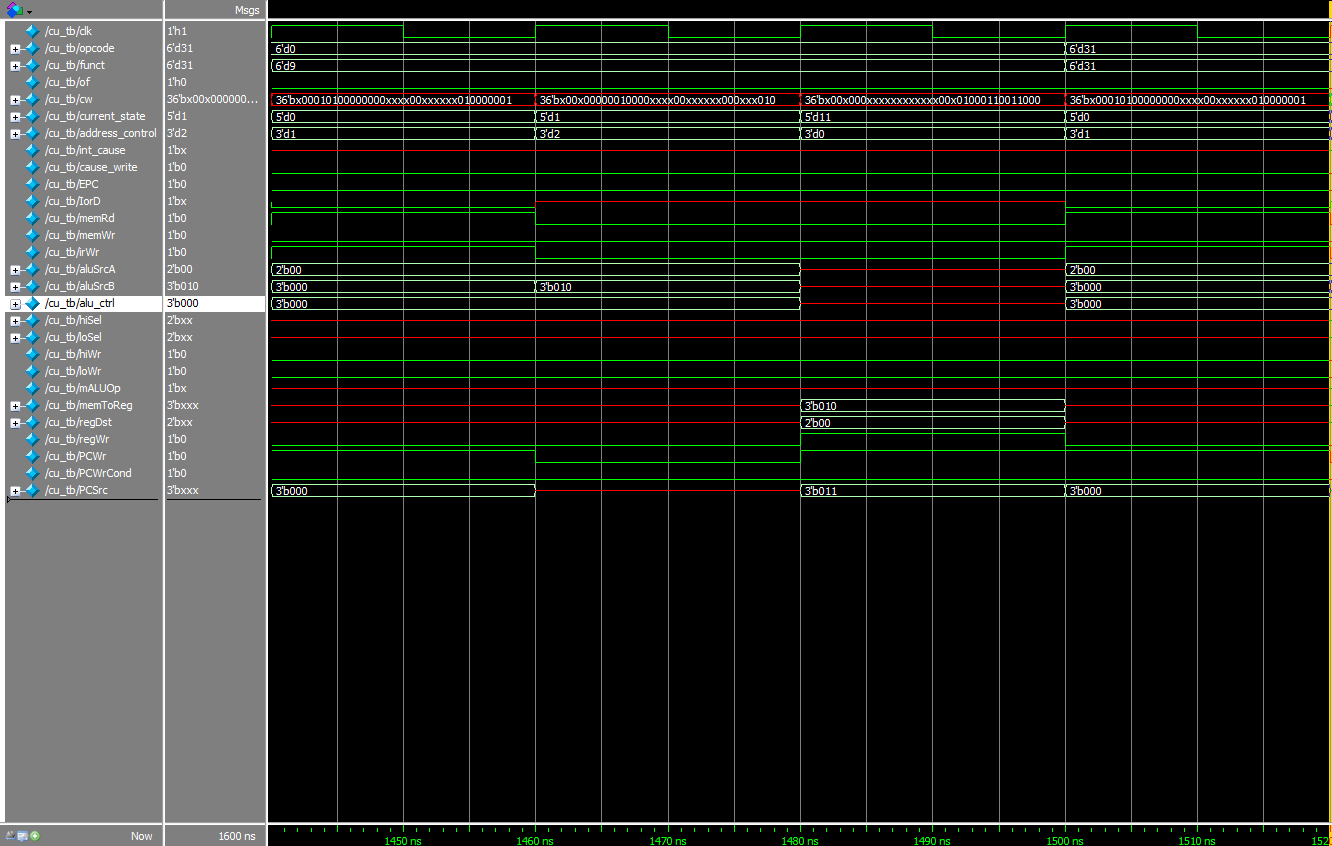 Msgs
/cu_tb/clk 1'h1
/cu_tb/opcode 6'd31 6'd0 6'd31
/cu_tb/funct 6'd31 6'd9 6'd31
/cu_tb/of 1'h0
/cu_tb/cw 36'bx00x000000... 36'bx00010100000000xxxx00xxxxxx010000001 36'bx00x00000010000xxxx00xxxxxx000xxx010 36'bx00x000xxxxxxxxxxxx00x01000110011000 36'bx00010100000000xxxx00xxxxxx010000001
/cu_tb/current_state 5'd1 5'd0 5'd1 5'd11 5'd0
/cu_tb/address_control 3'd2 3'd1 3'd2 3'd0 3'd1
/cu_tb/int_cause 1'bx
/cu_tb/cause_write 1'b0
/cu_tb/EPC 1'b0
/cu_tb/IorD 1'bx
/cu_tb/memRd 1'b0
/cu_tb/memWr 1'b0
/cu_tb/irWr 1'b0
/cu_tb/aluSrcA 2'b00 2'b00 2'b00
/cu_tb/aluSrcB 3'b010 3'b000 3'b010 3'b000
/cu_tb/alu_ctrl 3'b000 3'b000 3'b000
/cu_tb/hiSel 2'bxx
/cu_tb/loSel 2'bxx
/cu_tb/hiWr 1'b0
/cu_tb/loWr 1'b0
/cu_tb/mALUOp 1'bx
/cu_tb/memToReg 3'bxxx 3'b010
/cu_tb/regDst 2'bxx 2'b00
/cu_tb/regWr 1'b0
/cu_tb/PCWr 1'b0
/cu_tb/PCWrCond 1'b0
/cu_tb/PCSrc 3'bxxx 3'b000 3'b011 3'b000
Now 1600 ns
1450 ns 1460 ns 1470 ns 1480 ns 1490 ns 1500 ns 1510 ns 152